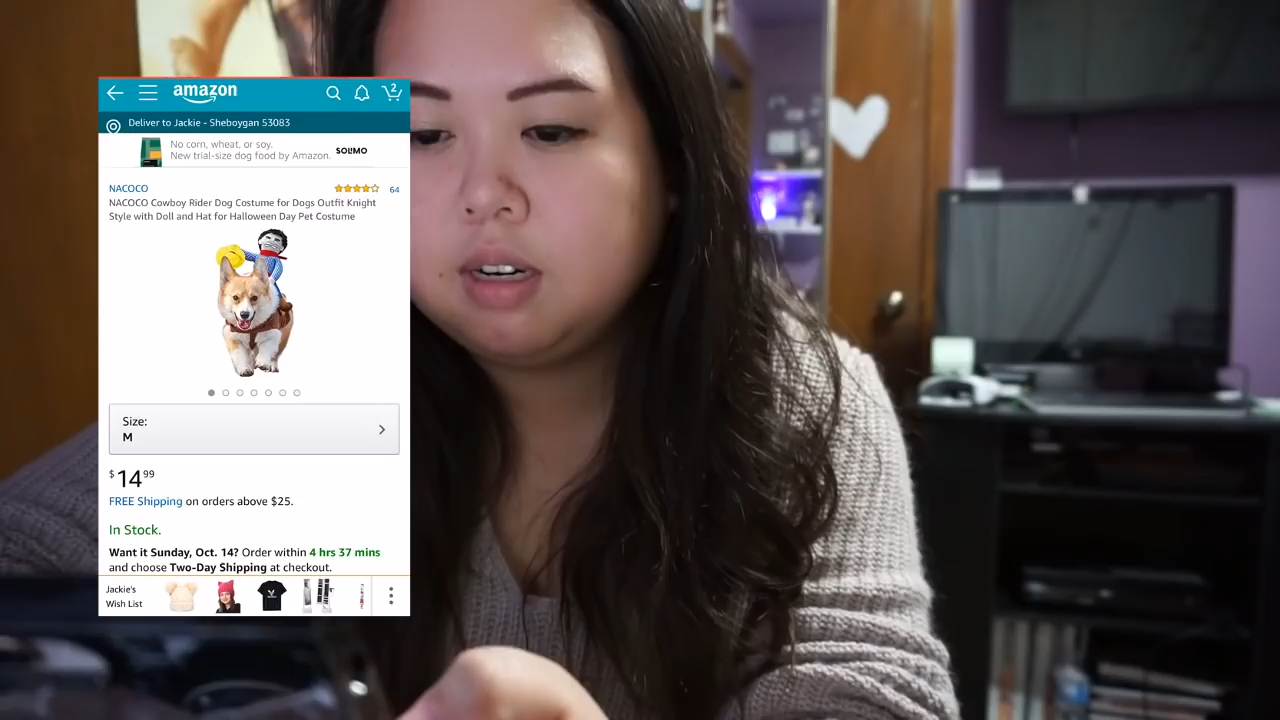 amazon
2
Deliver to Jackie - Sheboygan 53083
No corn, wheat, or soy.
New trial-size dog food by Amazon.
SOLIMO
NACOCO
64
NACOCO Cowboy Rider Dog Costume for Dogs Outfit Knight
Style with Doll and Hat for Halloween Day Pet Costume
Size:
M
$14 99
FREE Shipping on orders above $25.
In Stock.
Want it Sunday, Oct. 14? Order within 4 hrs 37 mins
and choose Two-Day Shipping at checkout.
Jackie's
Wish List